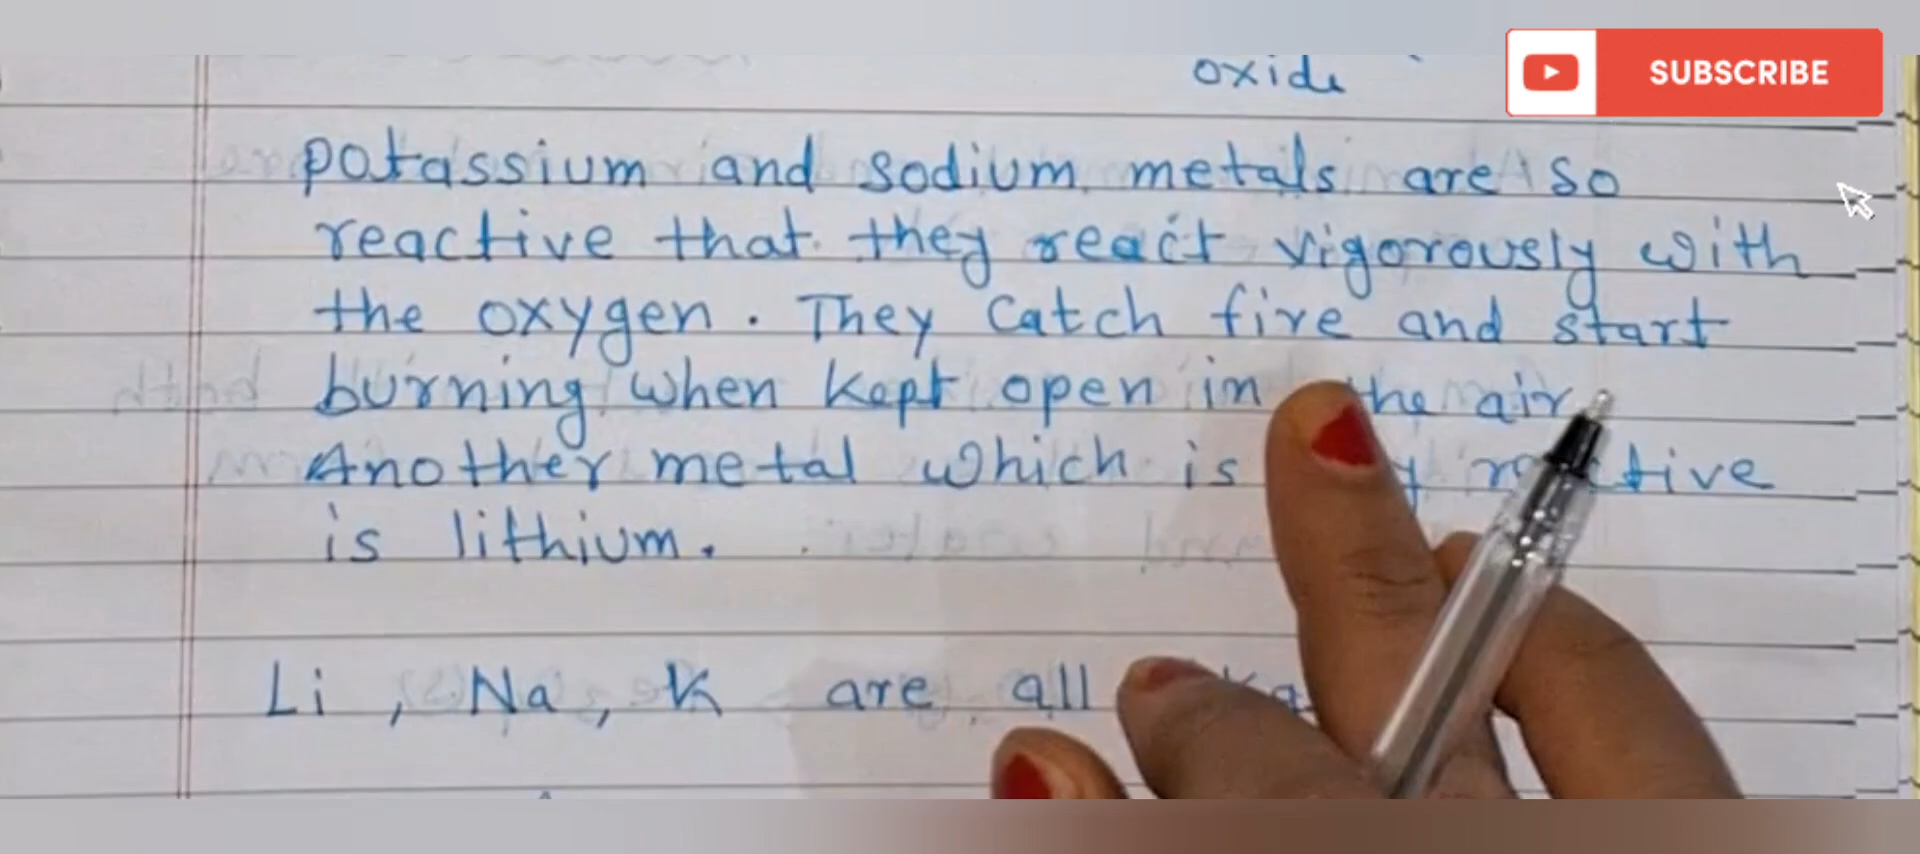 oxide
SUBSCRIBE
potassium and sodium metals are so
reactive that they react vigorously with
the oxygen. They catch fire and start
burning when kept open in the air
Another metal which is reactive
is lithium.
Li, Na, K are all